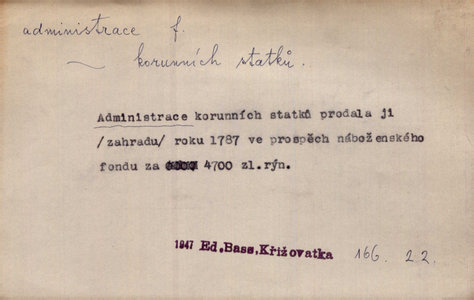 administrace f.
~ korunních statků.
Administrace korunních statků prodala ji
/zahradu/ roku 1787 ve prospěch náboženského
fondu za 4700 zl.rýn.
1947 Ed.Bass,Křižovatka 166. 22.